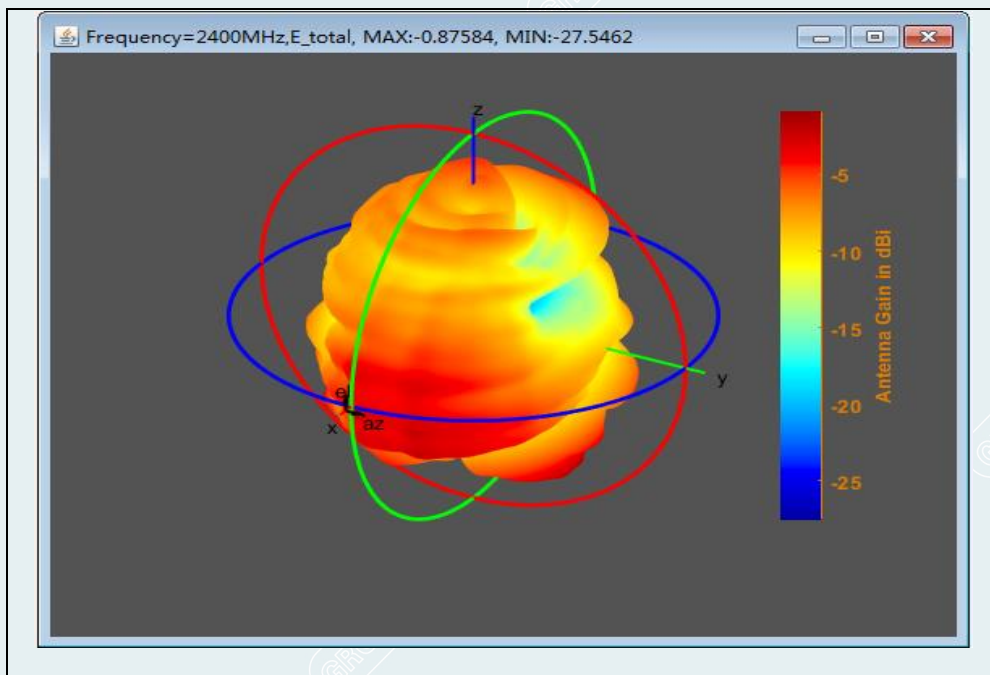 Frequency=2400MHz,E_total, MAX:-0.87584, MIN:-27.5462
z
y
x
az
el
-5
-10
-15
-20
-25
Antenna Gain in dBi